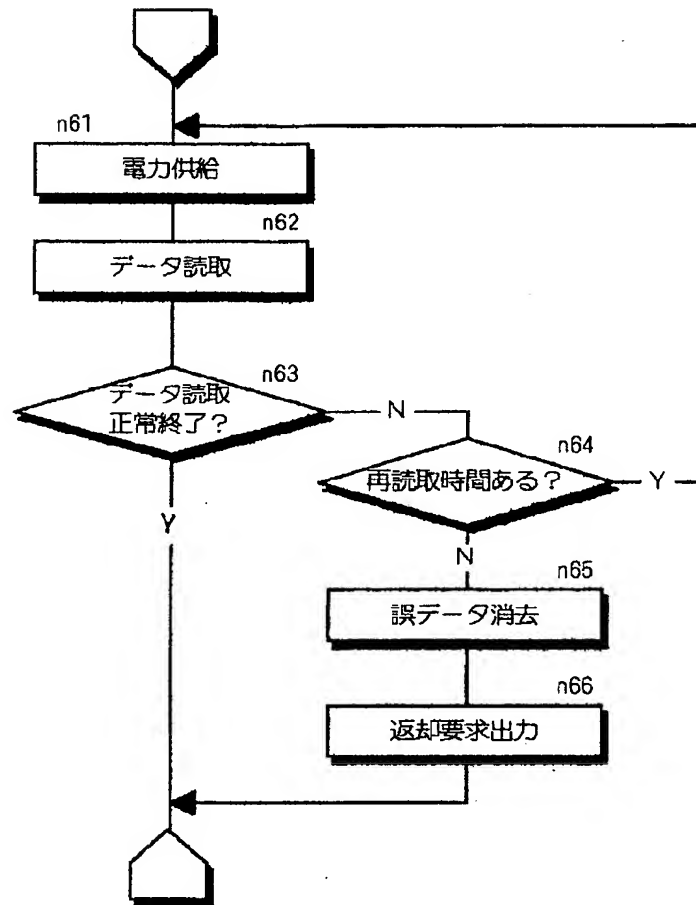 n61
電力供給
n62
データ読取
n63
データ読取
正常終了?
N
n64
再読取時間ある?
Y
Y
N
n65
誤データ消去
n66
返却要求出力